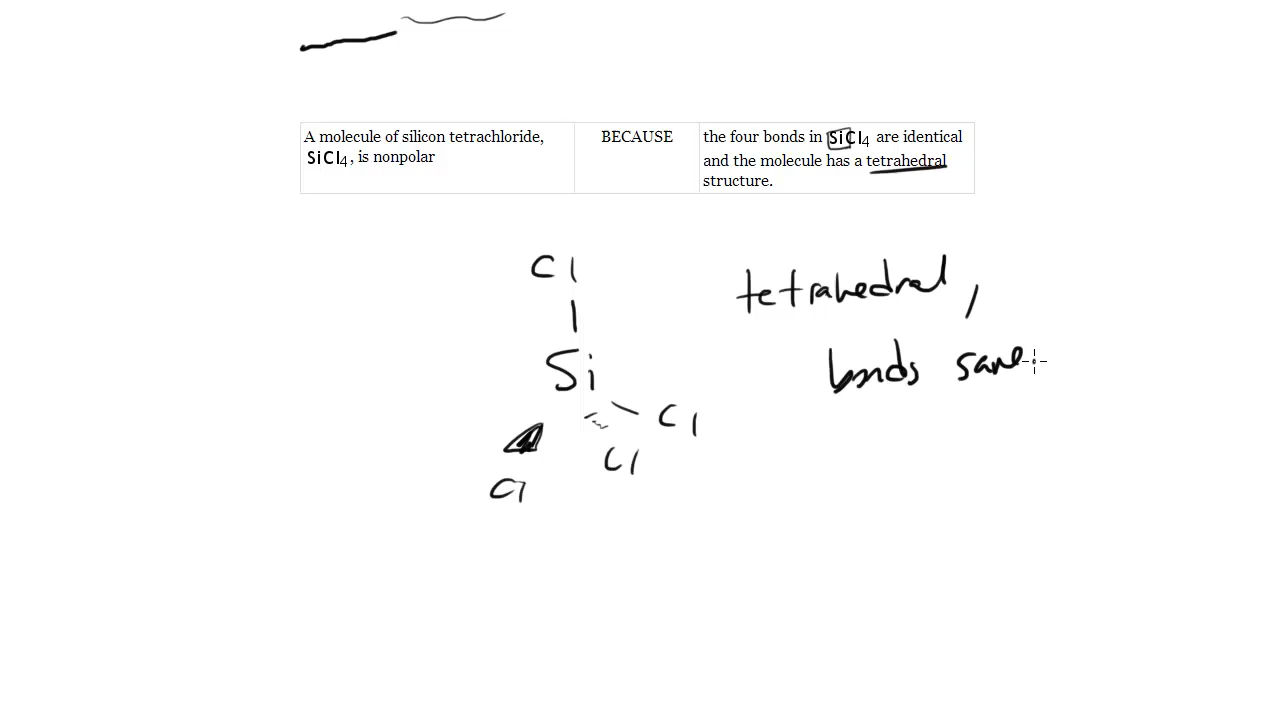 A molecule of silicon tetrachloride,
SiCl4, is nonpolar
BECAUSE
the four bonds in SiCl4 are identical
and the molecule has a tetrahedral
structure.
Cl
tetrahedral,
Si
bonds same
Cl
Cl
Cl